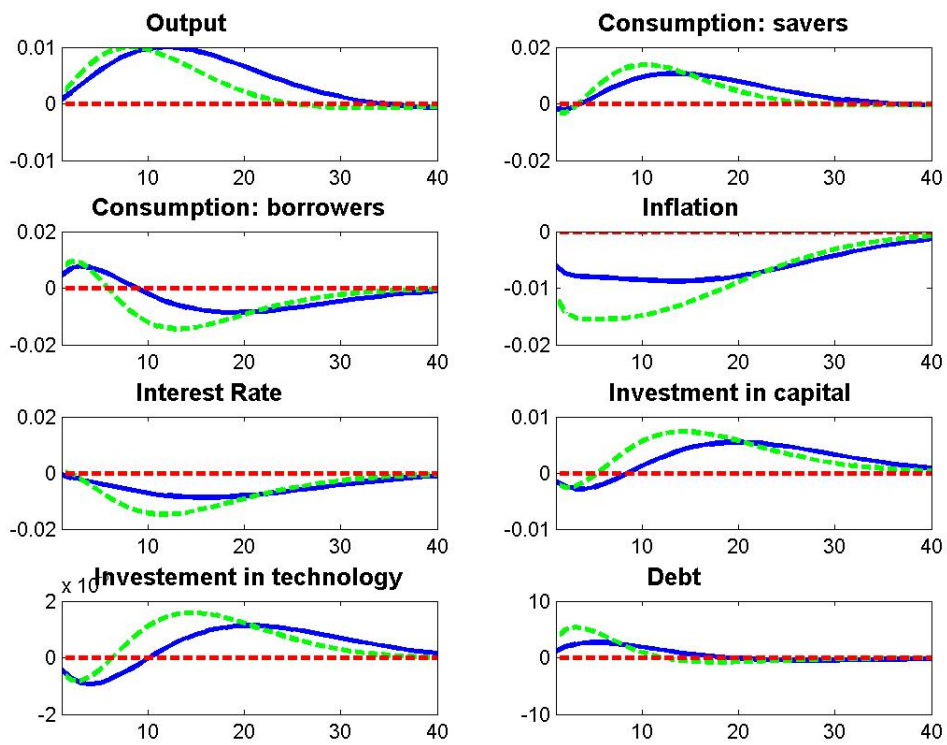 Output
0.01
0
-0.01
10 20 30 40
Consumption: savers
0.02
0
-0.02
10 20 30 40
Consumption: borrowers
0.02
0
-0.02
10 20 30 40
Inflation
0
-0.01
-0.02
10 20 30 40
Interest Rate
0.02
0
-0.02
10 20 30 40
Investment in capital
0.01
0
-0.01
10 20 30 40
Investement in technology
x 10
2
0
-2
10 20 30 40
Debt
10
0
-10
10 20 30 40